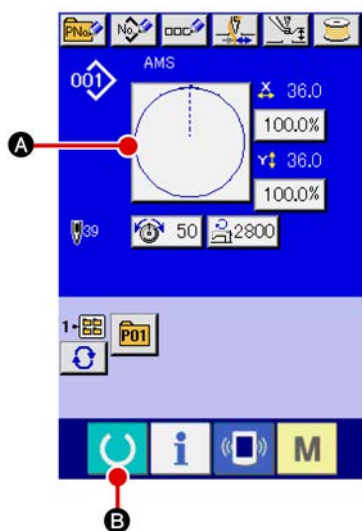 PNo. No.
001 AMS
X 36.0
100.0%
A
Y 36.0
100.0%
39 50 2800
1- P01
i M
B